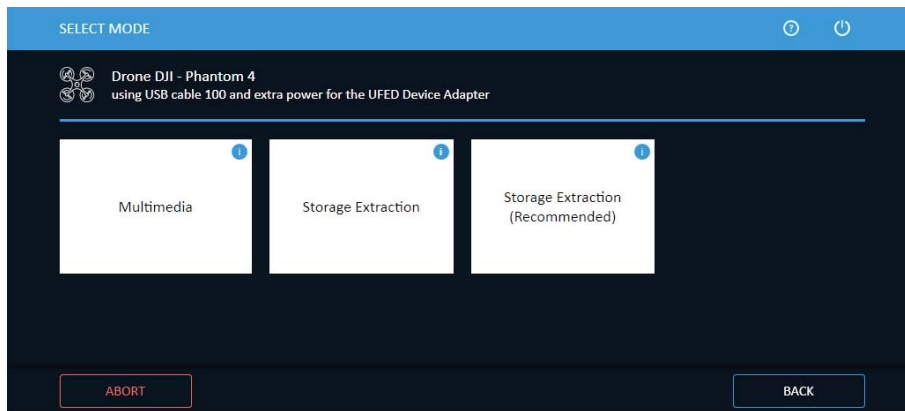 SELECT MODE
Drone DJI - Phantom 4
using USB cable 100 and extra power for the UFED Device Adapter
Multimedia
Storage Extraction
Storage Extraction
(Recommended)
ABORT
BACK